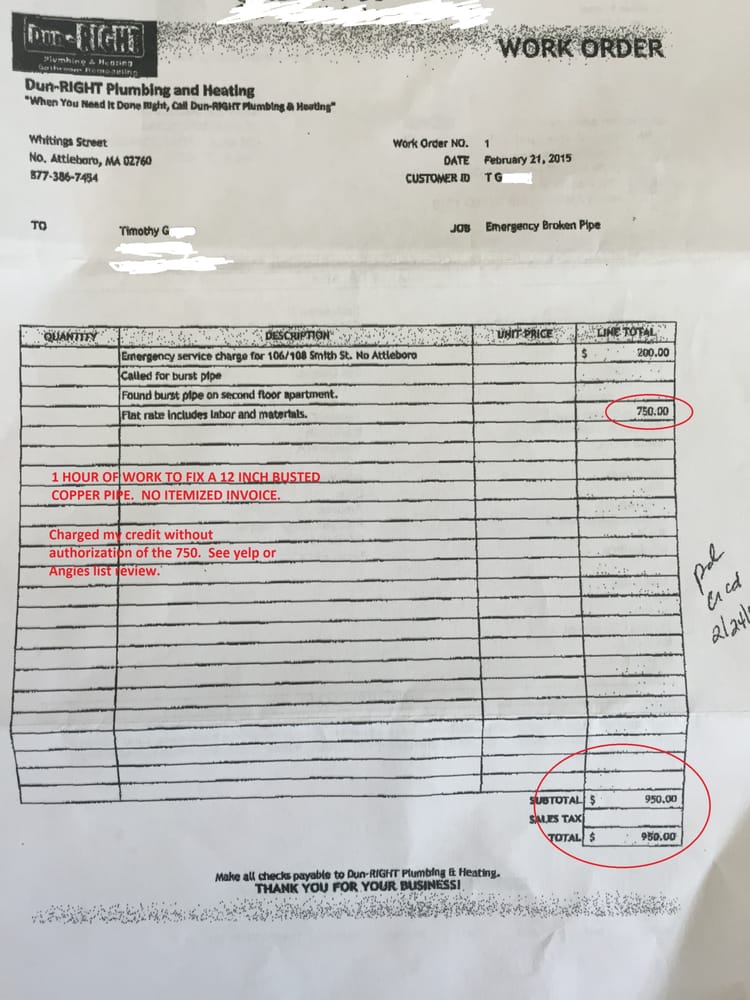 Dun-RIGHT
Plumbing & Heating
Bathroom Remodeling
WORK ORDER
Dun-RIGHT Plumbing and Heating
"When You Need It Done Right, Call Dun-RIGHT Plumbing & Heating"
Whitings Street
No. Attleboro, MA 02760
877-386-7454
Work Order NO. 1
DATE February 21, 2015
CUSTOMER ID T G
TO Timothy G
JOB Emergency Broken Pipe
QUANTITY DESCRIPTION UNIT PRICE LINE TOTAL
Emergency service charge for 106/108 Smith St. No Attleboro $ 200.00
Called for burst pipe
Found burst pipe on second floor apartment.
Flat rate includes labor and materials. 750.00
1 HOUR OF WORK TO FIX A 12 INCH BUSTED
COPPER PIPE. NO ITEMIZED INVOICE.
Charged my credit without
authorization of the 750. See yelp or
Angies list review.
pd
2/24/
SUBTOTAL $ 950.00
SALES TAX
TOTAL $ 950.00
Make all checks payable to Dun-RIGHT Plumbing & Heating.
THANK YOU FOR YOUR BUSINESS!